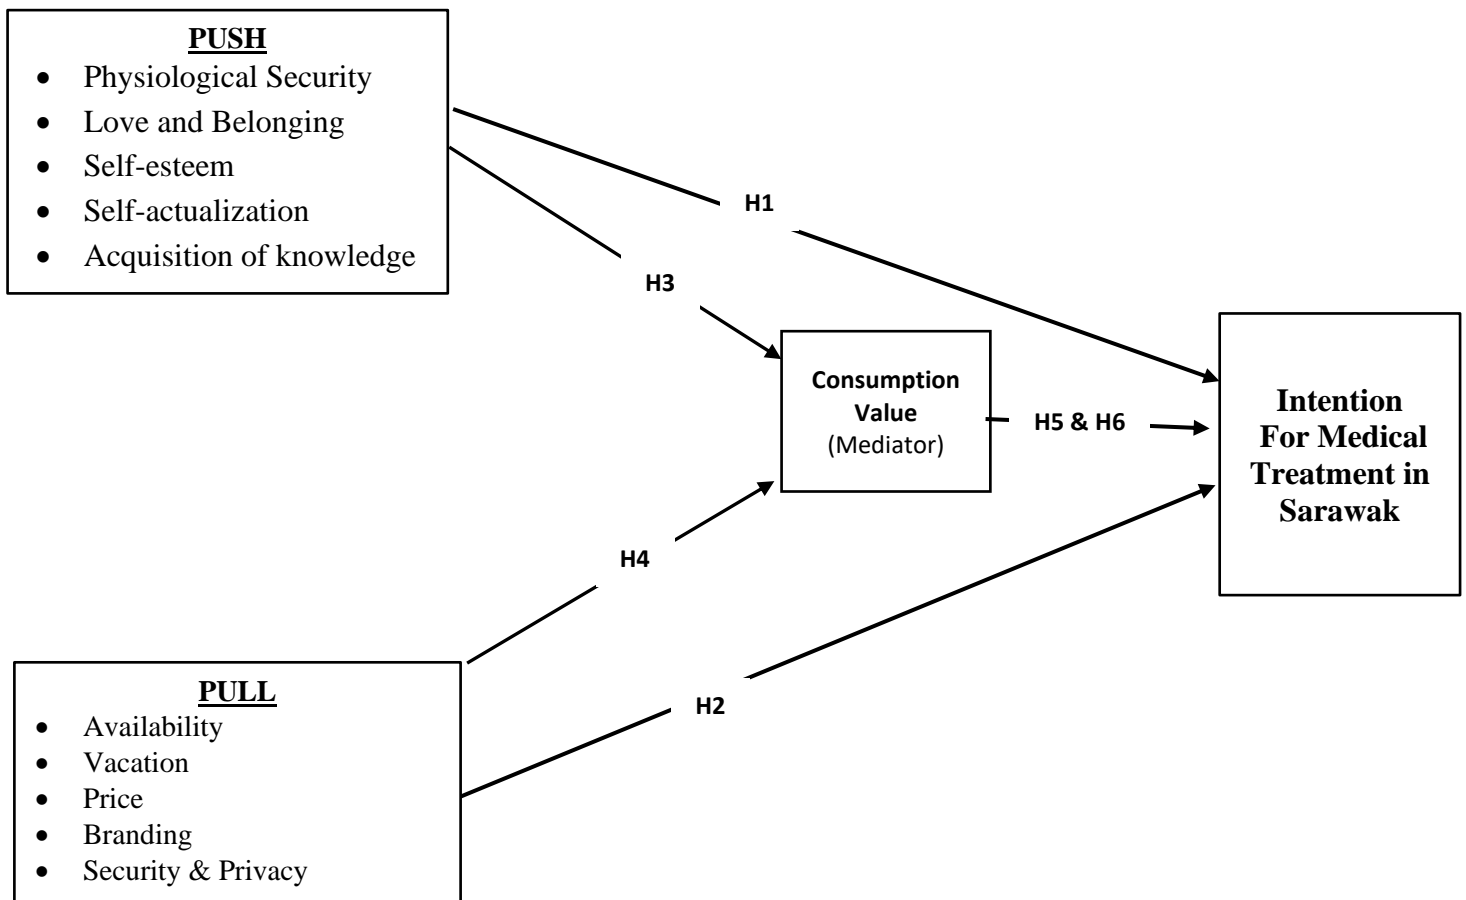 PUSH
• Physiological Security
• Love and Belonging
• Self-esteem
• Self-actualization
• Acquisition of knowledge
H1
H3
Consumption
Value
(Mediator)
H5 & H6
Intention
For Medical
Treatment in
Sarawak
H4
PULL
• Availability
• Vacation
• Price
• Branding
• Security & Privacy
H2